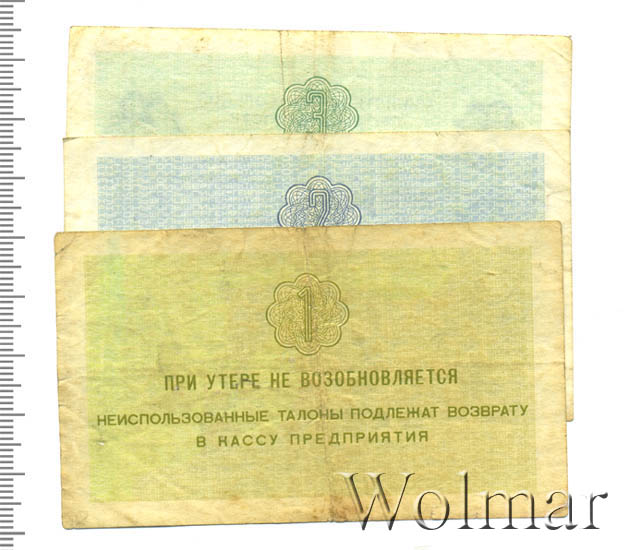 3
2
1
ПРИ УТЕРЕ НЕ ВОЗОБНОВЛЯЕТСЯ
НЕИСПОЛЬЗОВАННЫЕ ТАЛОНЫ ПОДЛЕЖАТ ВОЗВРАТУ
В КАССУ ПРЕДПРИЯТИЯ
Wolmar